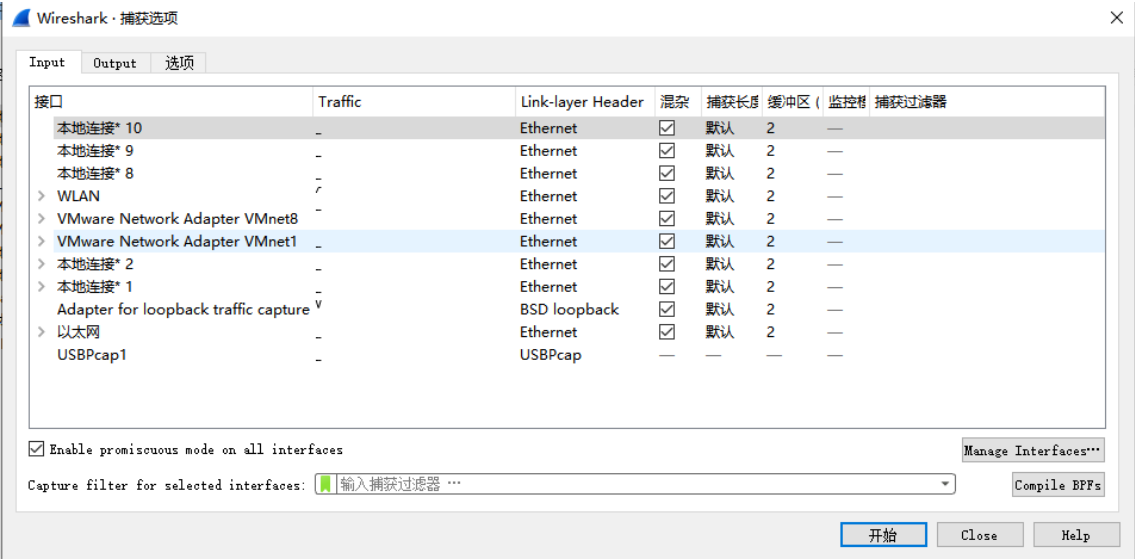 Wireshark · 捕获选项
Input Output 选项
接口 Traffic Link-layer Header 混杂 捕获长度 缓冲区 ( 监控模 捕获过滤器
本地连接* 10 _ Ethernet 默认 2 —
本地连接* 9 _ Ethernet 默认 2 —
本地连接* 8 _ Ethernet 默认 2 —
WLAN Ethernet 默认 2 —
VMware Network Adapter VMnet8 _ Ethernet 默认 2 —
VMware Network Adapter VMnet1 _ Ethernet 默认 2 —
本地连接* 2 _ Ethernet 默认 2 —
本地连接* 1 _ Ethernet 默认 2 —
Adapter for loopback traffic capture BSD loopback 默认 2 —
以太网 _ Ethernet 默认 2 —
USBPcap1 _ USBPcap — — — —
Enable promiscuous mode on all interfaces
Manage Interfaces…
Capture filter for selected interfaces: 输入捕获过滤器 …
Compile BPFs
开始 Close Help